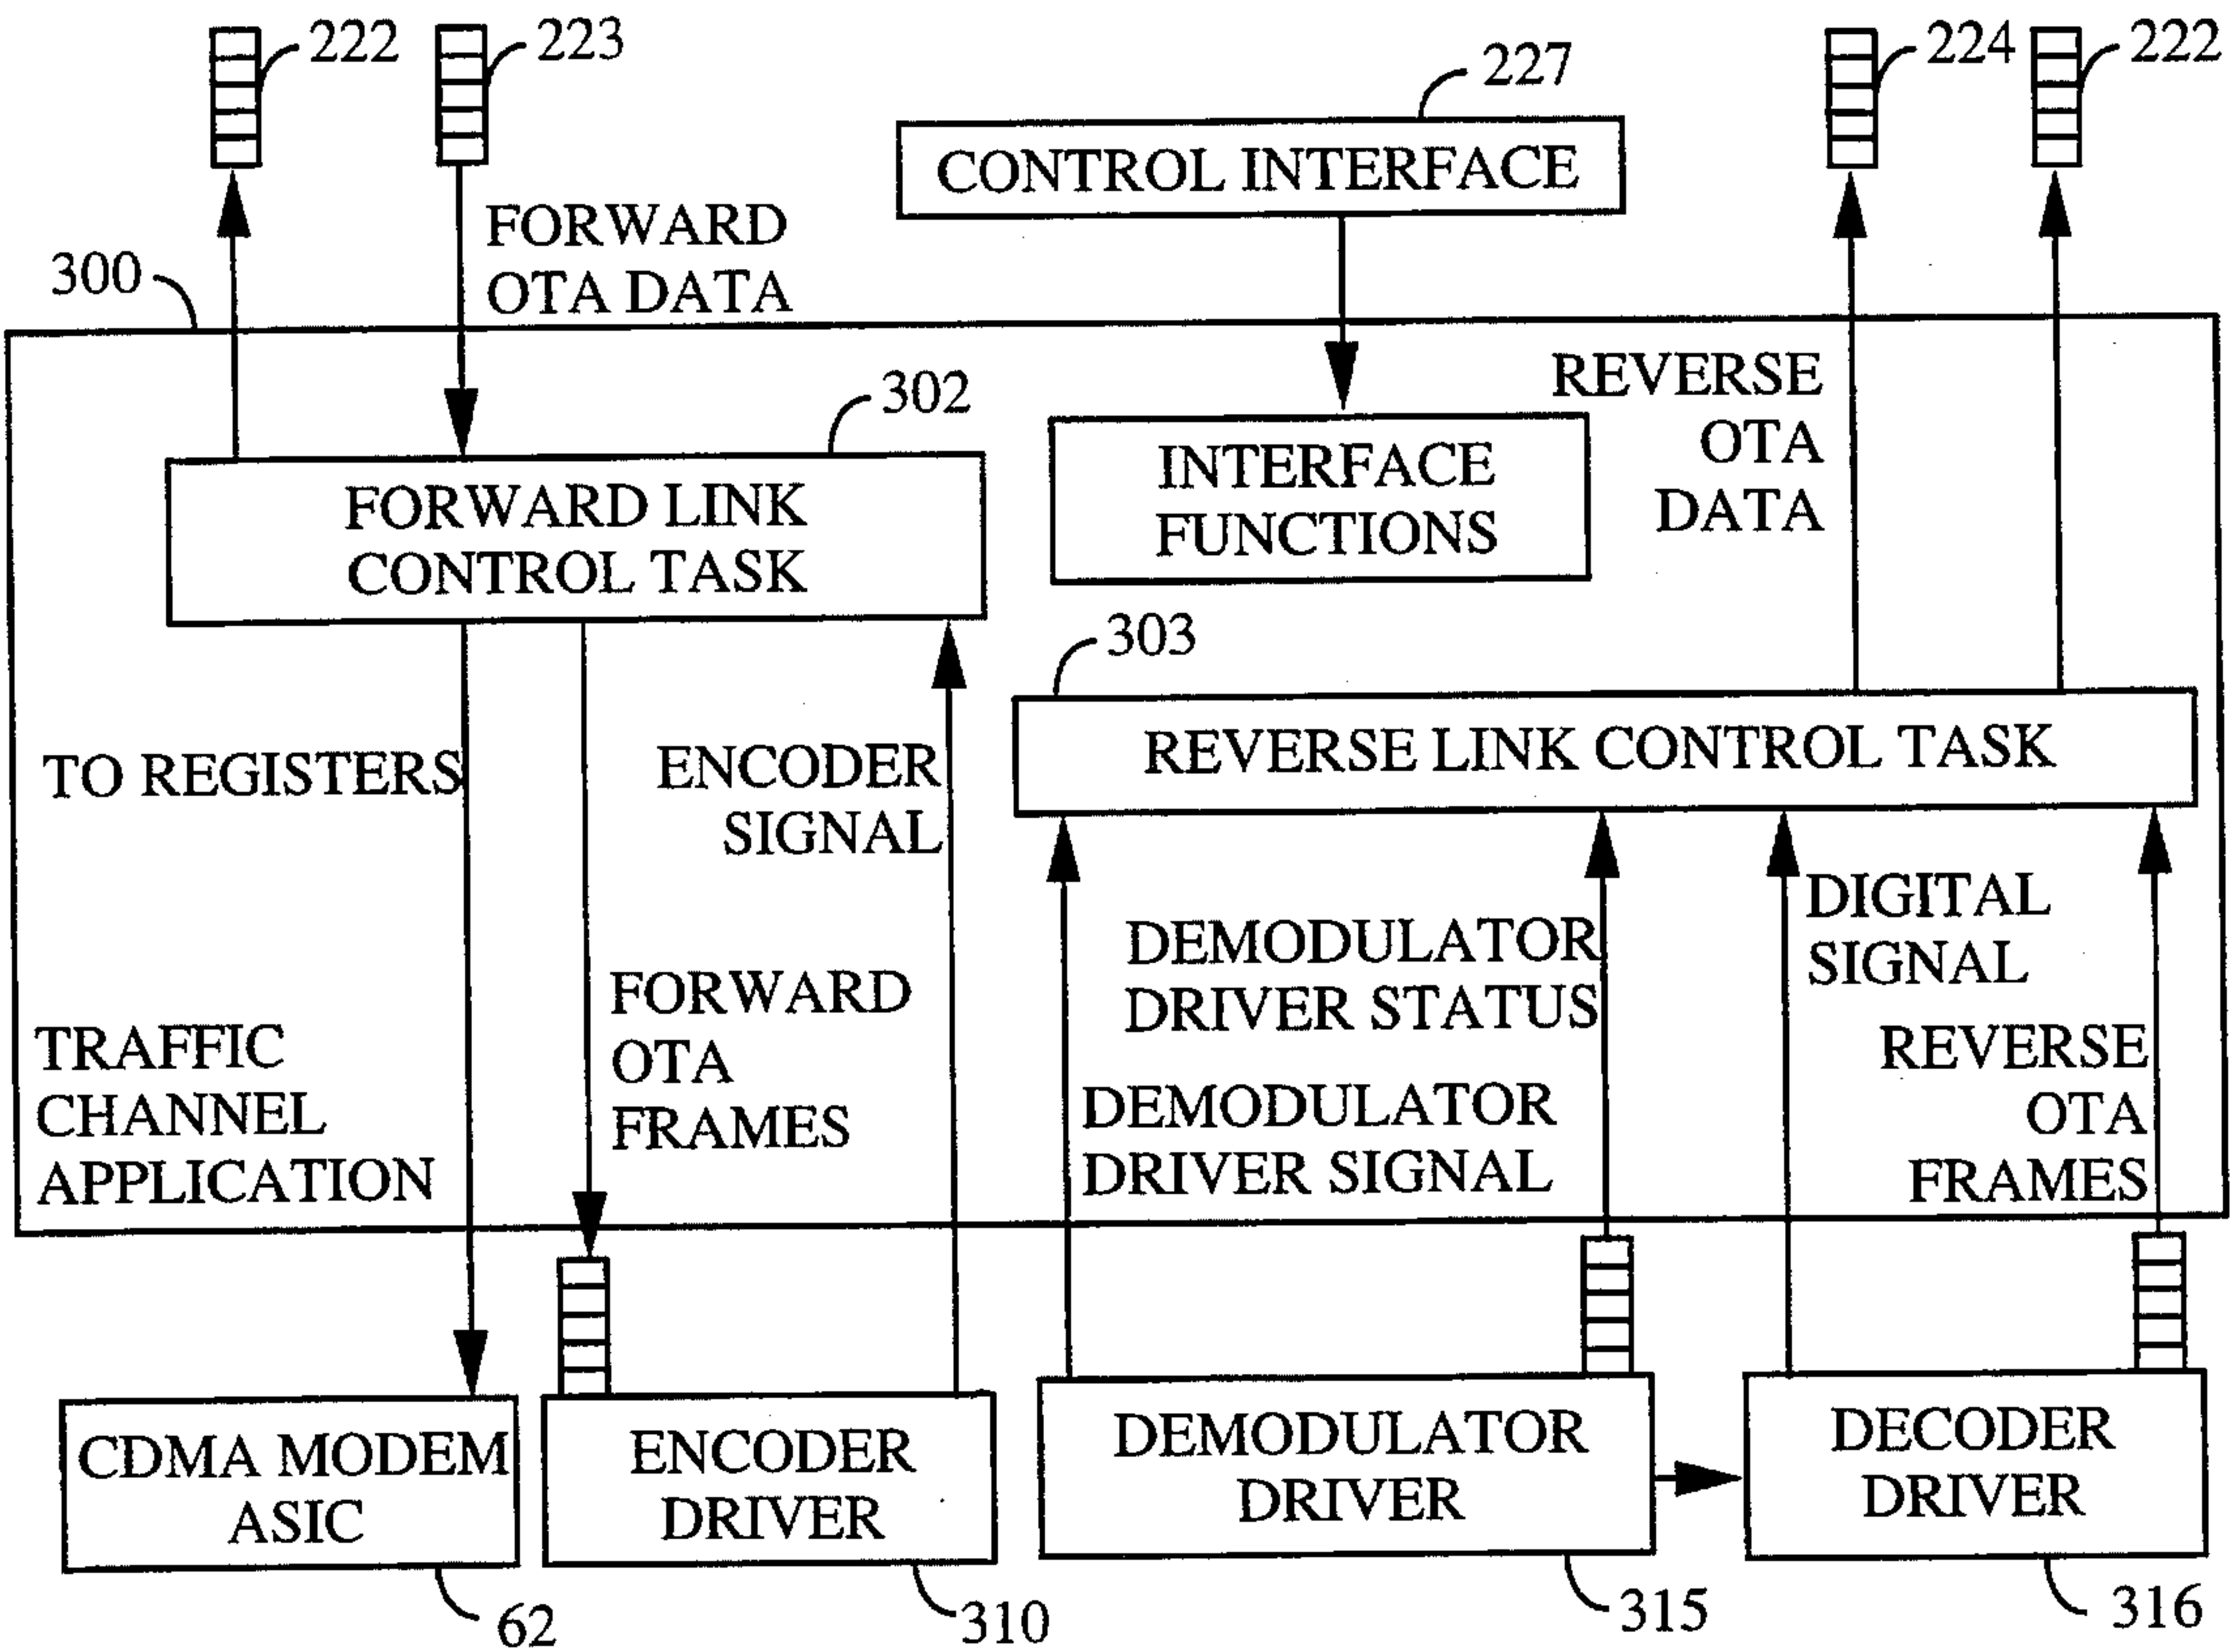 222
223
227
224
222
CONTROL INTERFACE
FORWARD
OTA DATA
300
302
REVERSE
OTA
DATA
INTERFACE
FUNCTIONS
FORWARD LINK
CONTROL TASK
303
REVERSE LINK CONTROL TASK
TO REGISTERS
ENCODER
SIGNAL
DIGITAL
SIGNAL
DEMODULATOR
DRIVER STATUS
FORWARD
OTA
FRAMES
TRAFFIC
CHANNEL
APPLICATION
DEMODULATOR
DRIVER SIGNAL
REVERSE
OTA
FRAMES
CDMA MODEM
ASIC
ENCODER
DRIVER
DEMODULATOR
DRIVER
DECODER
DRIVER
62
310
315
316